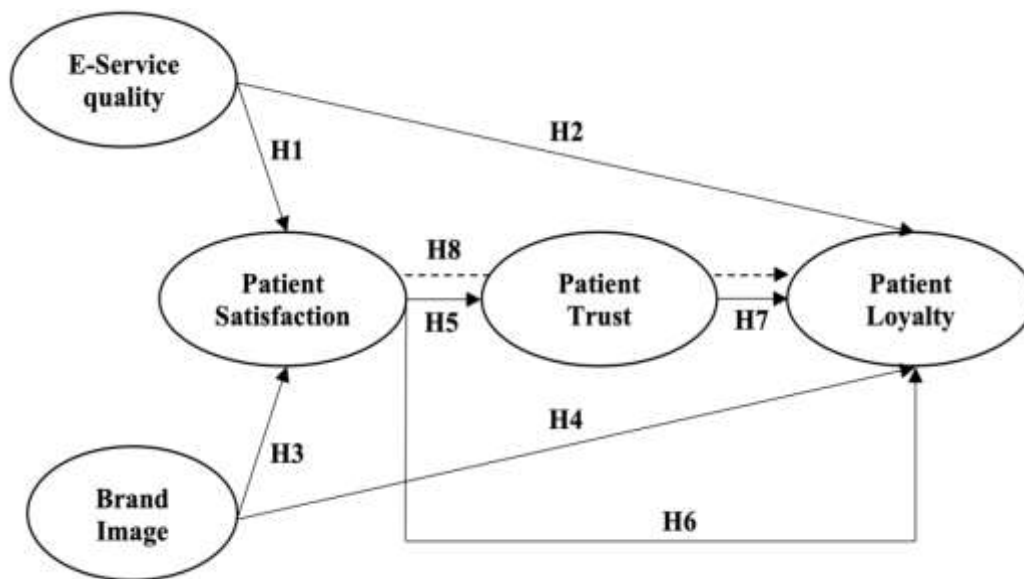 E-Service
quality
H2
H1
H8
Patient
Satisfaction
Patient
Trust
Patient
Loyalty
H5
H7
H4
H3
Brand
Image
H6